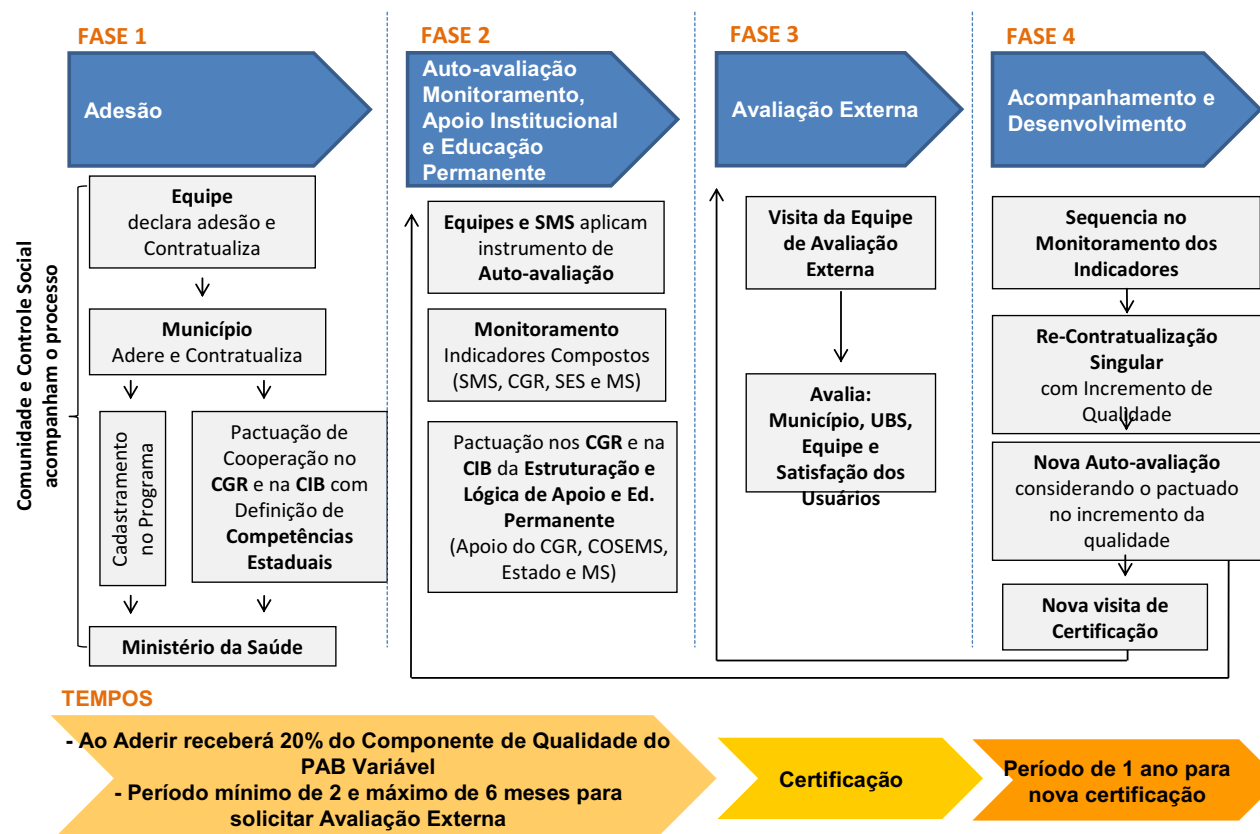 FASE 1
Adesão
Comunidade e Controle Social
acompanham o processo
Equipe
declara adesão e
Contratualiza
Município
Adere e Contratualiza
Cadastramento
no Programa
Pactuação de
Cooperação no
CGR e na CIB com
Definição de
Competências
Estaduais
Ministério da Saúde
FASE 2
Auto-avaliação
Monitoramento,
Apoio Institucional
e Educação
Permanente
Equipes e SMS aplicam
instrumento de
Auto-avaliação
Monitoramento
Indicadores Compostos
(SMS, CGR, SES e MS)
Pactuação nos CGR e na
CIB da Estruturação e
Lógica de Apoio e Ed.
Permanente
(Apoio do CGR, COSEMS,
Estado e MS)
FASE 3
Avaliação Externa
Visita da Equipe
de Avaliação
Externa
Avalia:
Município, UBS,
Equipe e
Satisfação dos
Usuários
FASE 4
Acompanhamento e
Desenvolvimento
Sequencia no
Monitoramento dos
Indicadores
Re-Contratualização
Singular
com Incremento de
Qualidade
Nova Auto-avaliação
considerando o pactuado
no incremento da
qualidade
Nova visita de
Certificação
TEMPOS
- Ao Aderir receberá 20% do Componente de Qualidade do
PAB Variável
- Período mínimo de 2 e máximo de 6 meses para
solicitar Avaliação Externa
Certificação
Período de 1 ano para
nova certificação